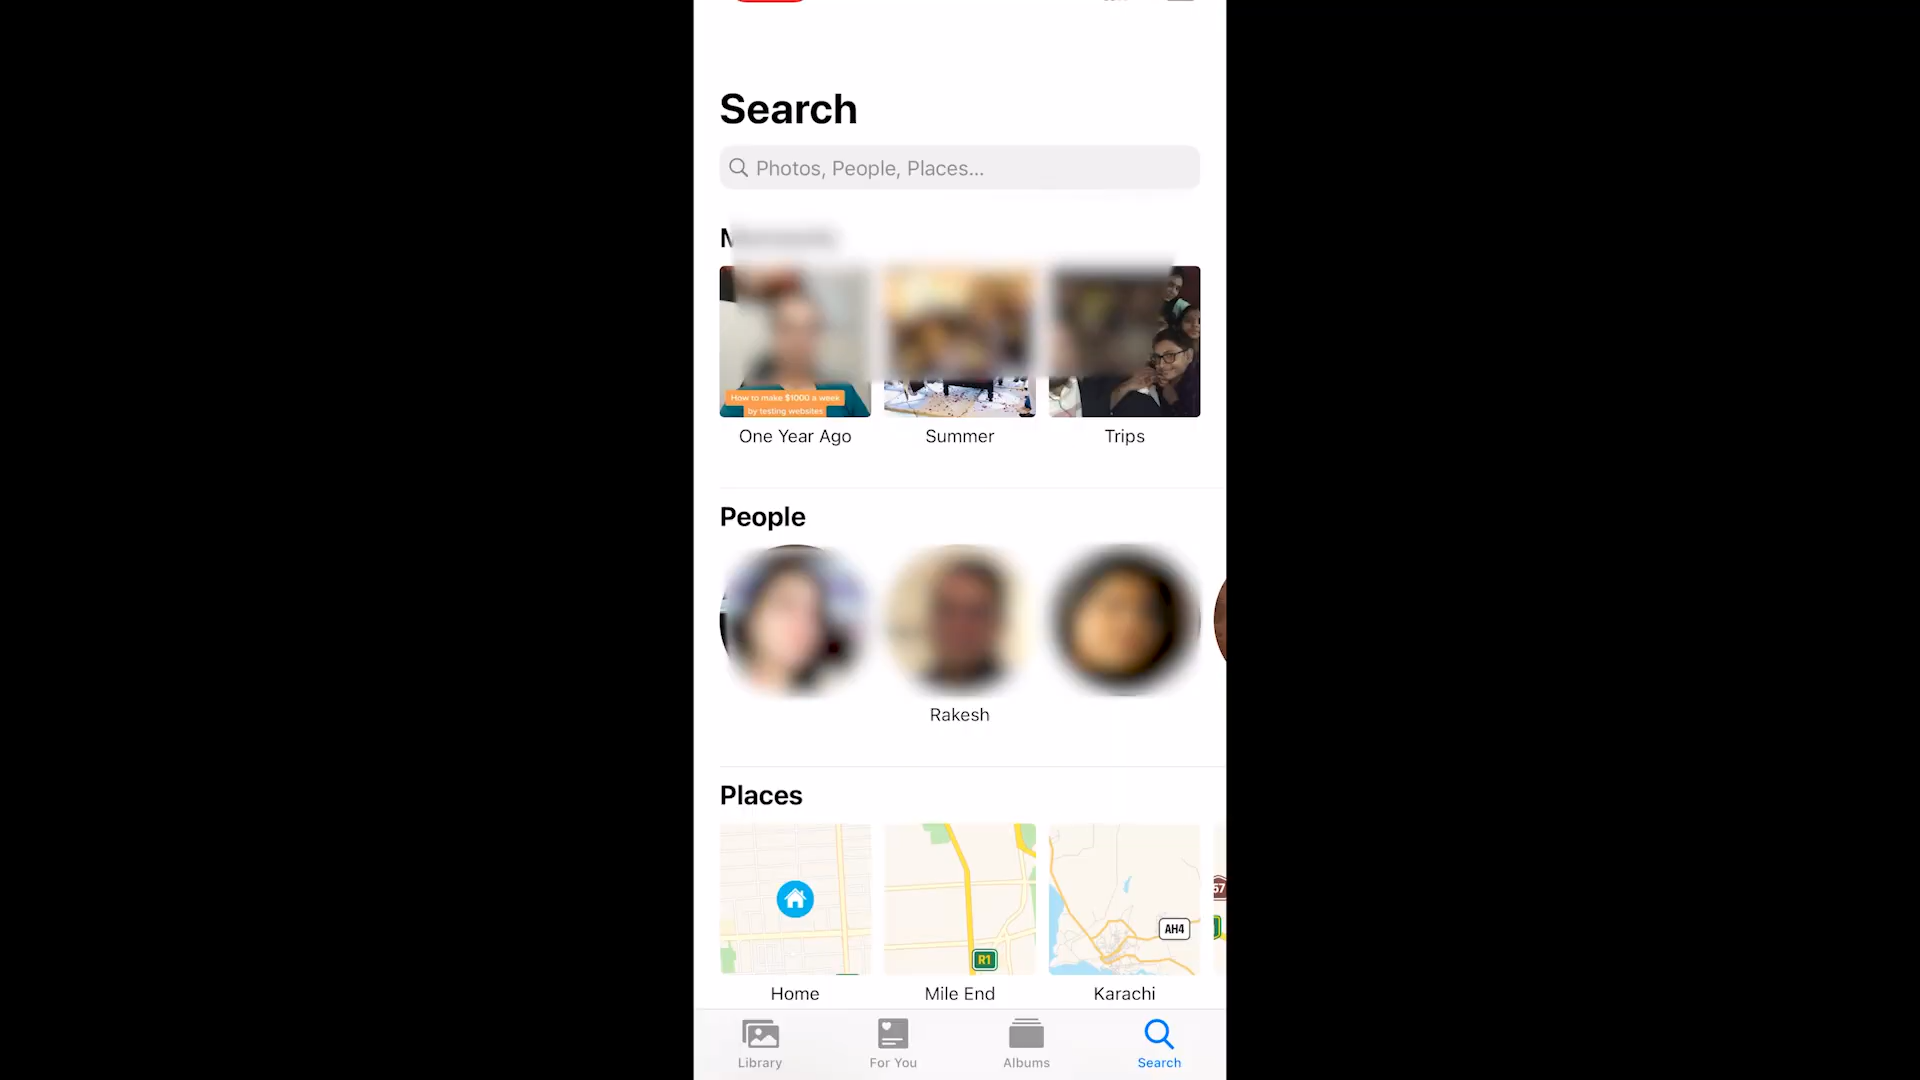 Search
Photos, People, Places...
How to make $1000 a week
by testing websites
One Year Ago
Summer
Trips
People
Rakesh
Places
R1
AH4
67
Home
Mile End
Karachi
Library
For You
Albums
Search